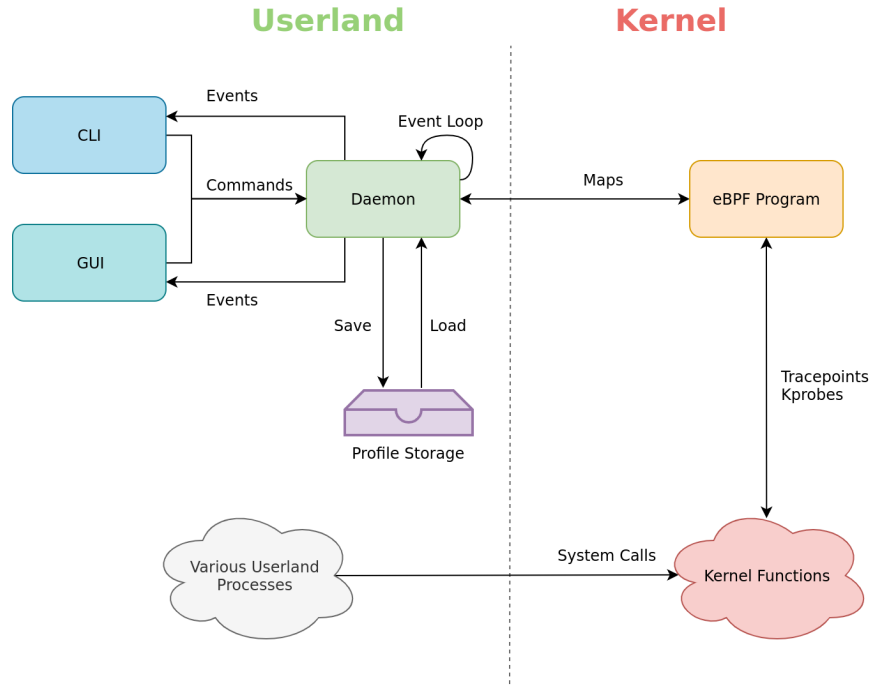 Userland
Kernel
Events
CLI
Event Loop
Commands
Daemon
Maps
eBPF Program
GUI
Events
Save
Load
Tracepoints
Kprobes
Profile Storage
System Calls
Various Userland
Processes
Kernel Functions